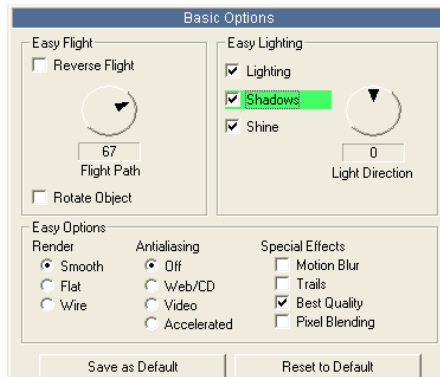 Basic Options
Easy Flight
Reverse Flight
67
Flight Path
Rotate Object
Easy Lighting
Lighting
Shadows
Shine
0
Light Direction
Easy Options
Render
Smooth
Flat
Wire
Antialiasing
Off
Web/CD
Video
Accelerated
Special Effects
Motion Blur
Trails
Best Quality
Pixel Blending
Save as Default
Reset to Default